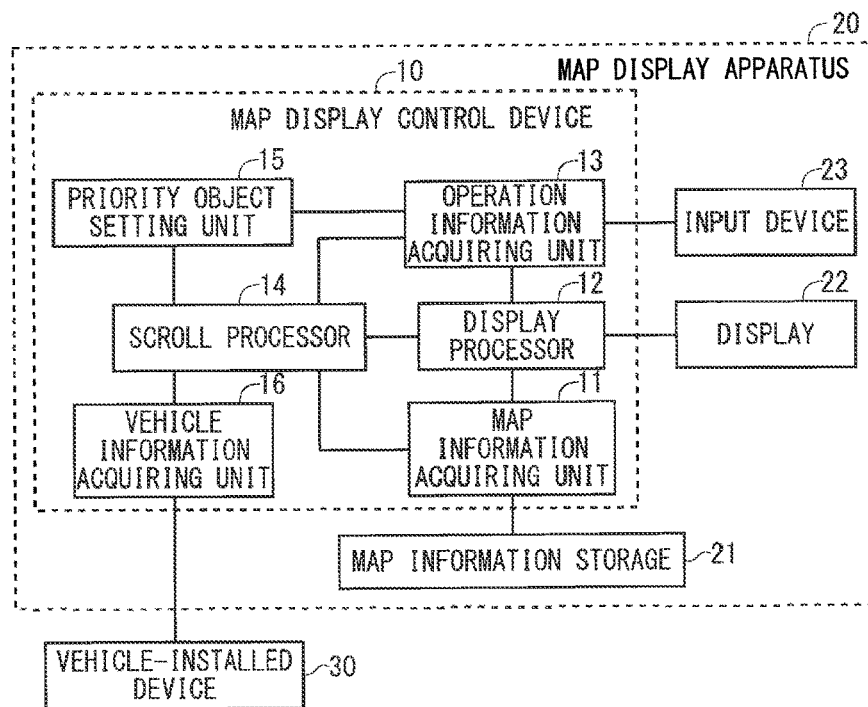 20
MAP DISPLAY APPARATUS
10
MAP DISPLAY CONTROL DEVICE
15
PRIORITY OBJECT
SETTING UNIT
13
OPERATION
INFORMATION
ACQUIRING UNIT
23
INPUT DEVICE
14
SCROLL PROCESSOR
12
DISPLAY
PROCESSOR
22
DISPLAY
16
VEHICLE
INFORMATION
ACQUIRING UNIT
11
MAP
INFORMATION
ACQUIRING UNIT
MAP INFORMATION STORAGE
21
VEHICLE-INSTALLED
DEVICE
30